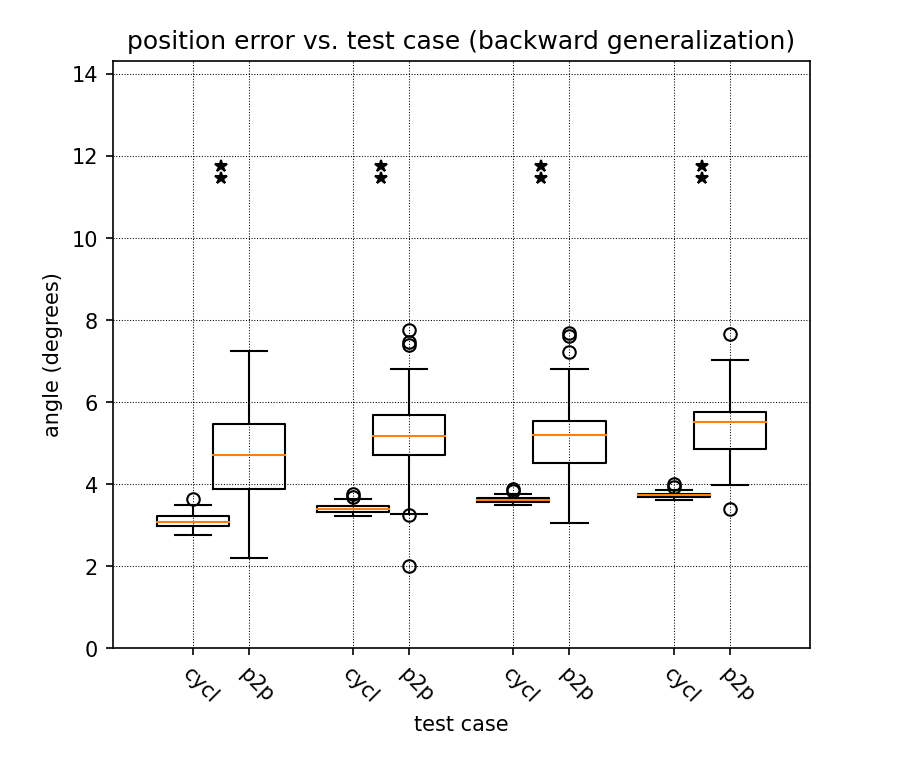 position error vs. test case (backward generalization)
14
12
10
8
6
4
2
0
angle (degrees)
cycl p2p cycl p2p cycl p2p cycl p2p
test case